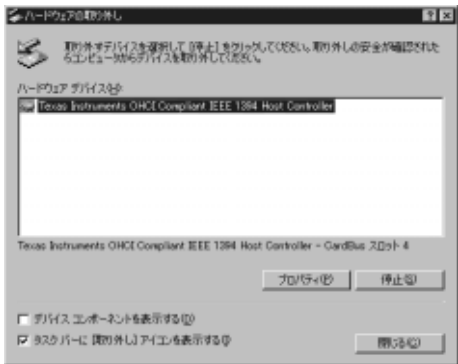 ハードウェアの取り外し
取り外すデバイスを選択して [停止] をクリックしてください。取り外しの安全が確認された
らコンピュータからデバイスを取り外してください。
ハードウェア デバイス(H):
Texas Instruments OHCI Compliant IEEE 1394 Host Controller
Texas Instruments OHCI Compliant IEEE 1394 Host Controller - CardBus スロット 4
プロパティ(P)
停止(S)
デバイス コンポーネントを表示する(D)
タスク バーに [取り外し] アイコンを表示する(I)
閉じる(C)